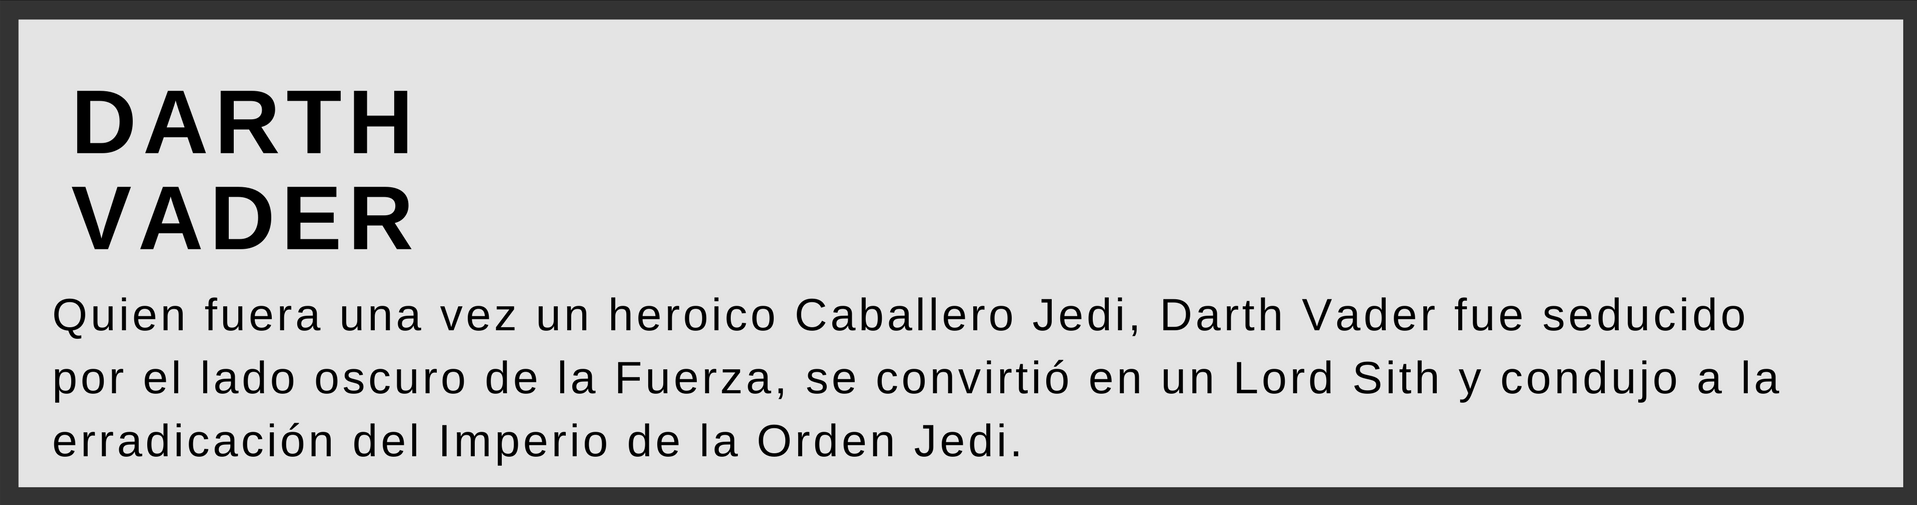 DARTH
VADER
Quien fuera una vez un heroico Caballero Jedi, Darth Vader fue seducido
por el lado oscuro de la Fuerza, se convirtió en un Lord Sith y condujo a la
erradicación del Imperio de la Orden Jedi.